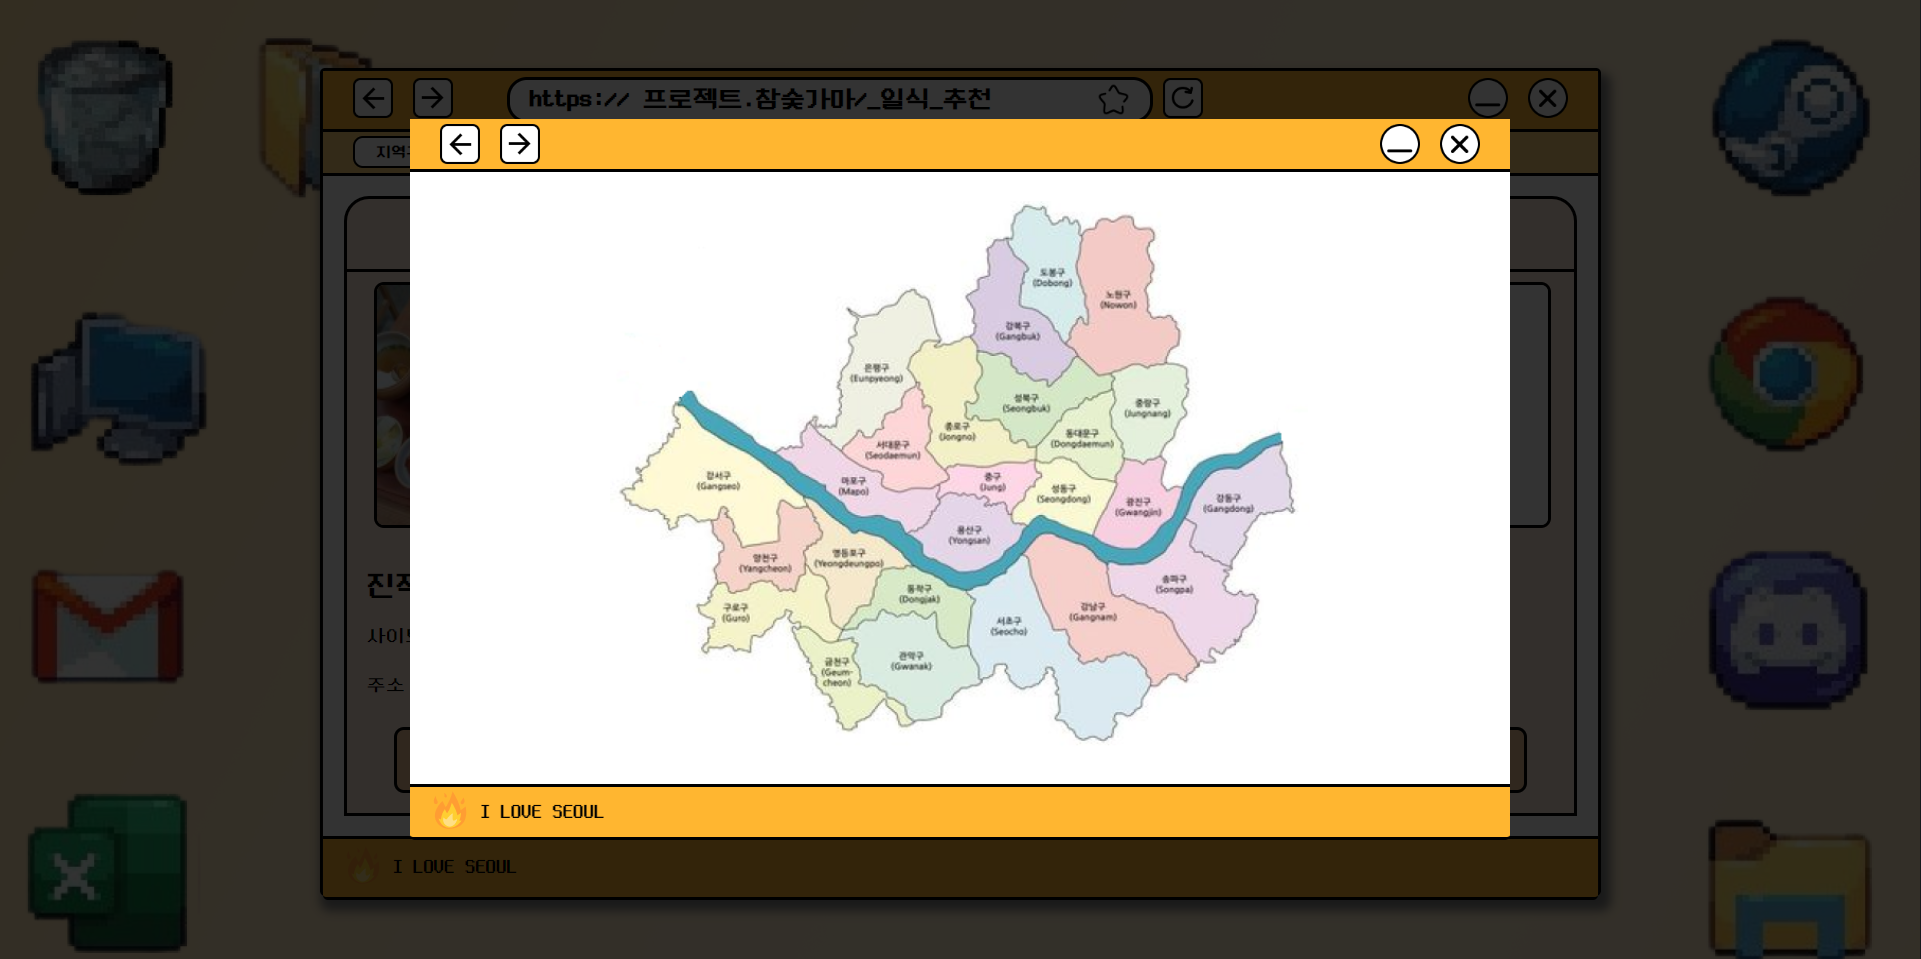 https:// 프로젝트.참숯가마/_일식_추천
지역
도봉구
(Dobong)
노원구
(Nowon)
강북구
(Gangbuk)
은평구
(Eunpyeong)
성북구
(Seongbuk)
중랑구
(Jungnang)
종로구
(Jongno)
동대문구
(Dongdaemun)
서대문구
(Seodaemun)
강서구
(Gangseo)
마포구
(Mapo)
중구
(Jung)
성동구
(Seongdong)
광진구
(Gwangjin)
강동구
(Gangdong)
용산구
(Yongsan)
양천구
(Yangcheon)
영등포구
(Yeongdeungpo)
동작구
(Dongjak)
송파구
(Songpa)
구로구
(Guro)
서초구
(Seocho)
강남구
(Gangnam)
금천구
(Geum-
cheon)
관악구
(Gwanak)
주소
I LOVE SEOUL
I LOVE SEOUL